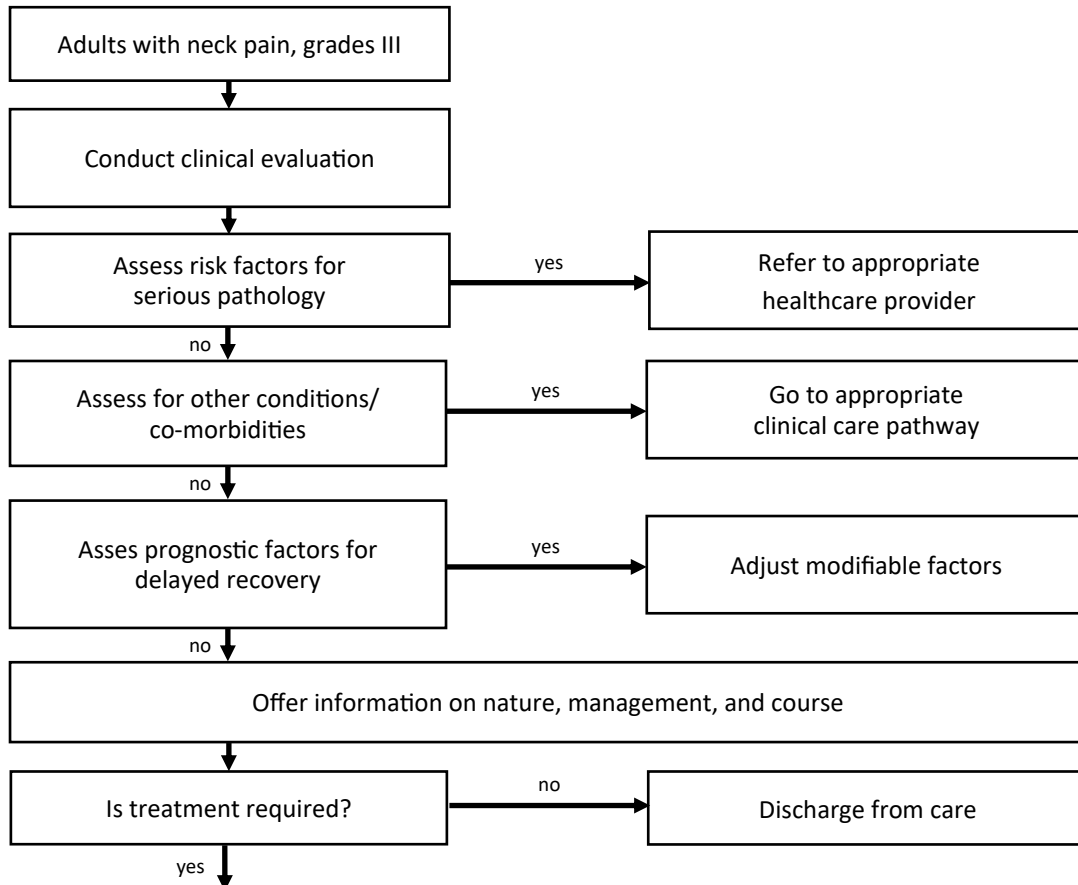 Adults with neck pain, grades III
Conduct clinical evaluation
Assess risk factors for
serious pathology
yes
Refer to appropriate
healthcare provider
no
Assess for other conditions/
co-morbidities
yes
Go to appropriate
clinical care pathway
no
Asses prognostic factors for
delayed recovery
yes
Adjust modifiable factors
no
Offer information on nature, management, and course
Is treatment required?
no
Discharge from care
yes